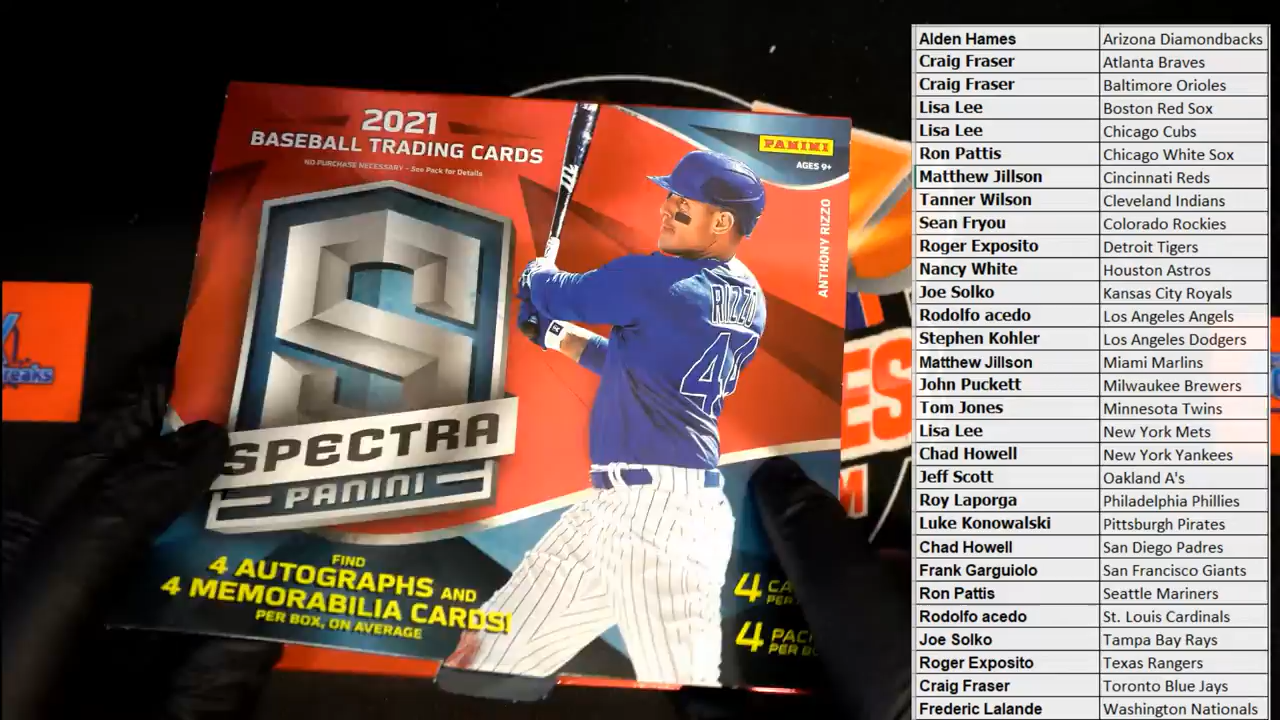 2021
BASEBALL TRADING CARDS
NO PURCHASE NECESSARY - See Pack for Details
PANINI
AGES 9+
ANTHONY RIZZO
RIZZO
44
SPECTRA
PANINI
FIND
4 AUTOGRAPHS AND
4 MEMORABILIA CARDS!
PER BOX, ON AVERAGE
4
PER
4
PER
Alden Hames Arizona Diamondbacks
Craig Fraser Atlanta Braves
Craig Fraser Baltimore Orioles
Lisa Lee Boston Red Sox
Lisa Lee Chicago Cubs
Ron Pattis Chicago White Sox
Matthew Jillson Cincinnati Reds
Tanner Wilson Cleveland Indians
Sean Fryou Colorado Rockies
Roger Exposito Detroit Tigers
Nancy White Houston Astros
Joe Solko Kansas City Royals
Rodolfo acedo Los Angeles Angels
Stephen Kohler Los Angeles Dodgers
Matthew Jillson Miami Marlins
John Puckett Milwaukee Brewers
Tom Jones Minnesota Twins
Lisa Lee New York Mets
Chad Howell New York Yankees
Jeff Scott Oakland A's
Roy Laporga Philadelphia Phillies
Luke Konowalski Pittsburgh Pirates
Chad Howell San Diego Padres
Frank Garguiolo San Francisco Giants
Ron Pattis Seattle Mariners
Rodolfo acedo St. Louis Cardinals
Joe Solko Tampa Bay Rays
Roger Exposito Texas Rangers
Craig Fraser Toronto Blue Jays
Frederic Lalande Washington Nationals